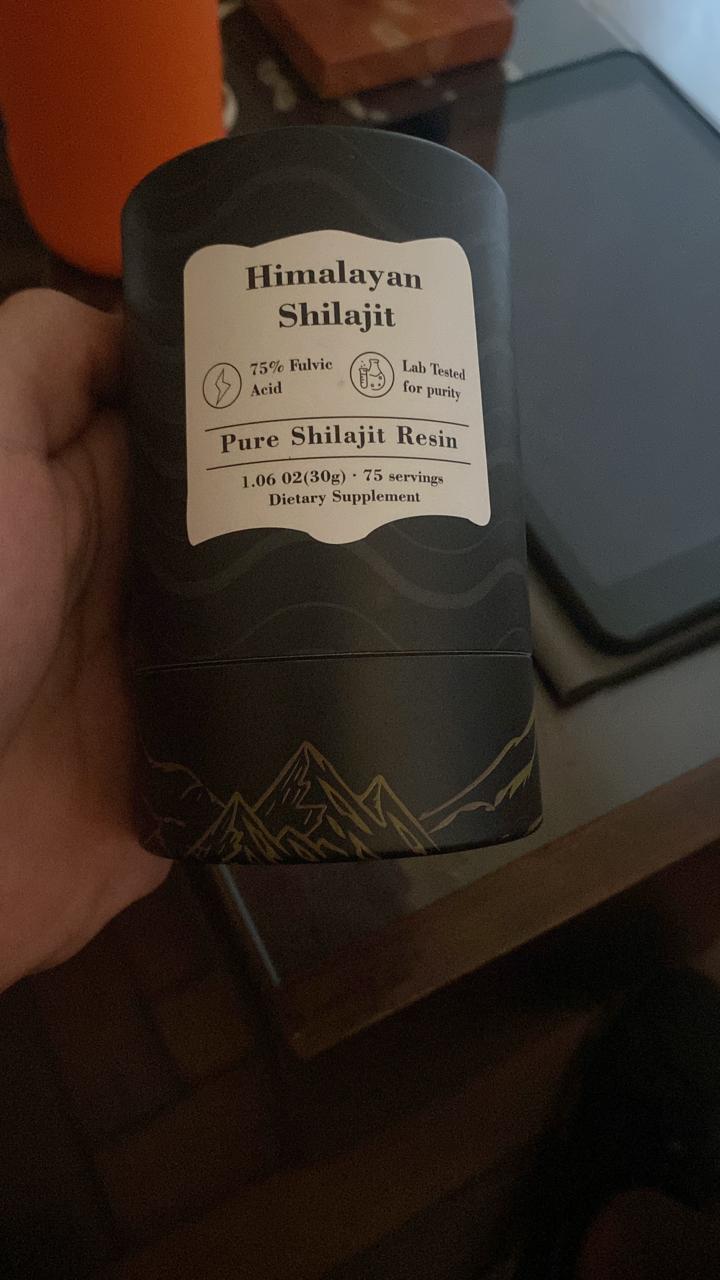 Himalayan
Shilajit
75% Fulvic
Acid
Lab Tested
for purity
Pure Shilajit Resin
1.06 02(30g) · 75 servings
Dietary Supplement